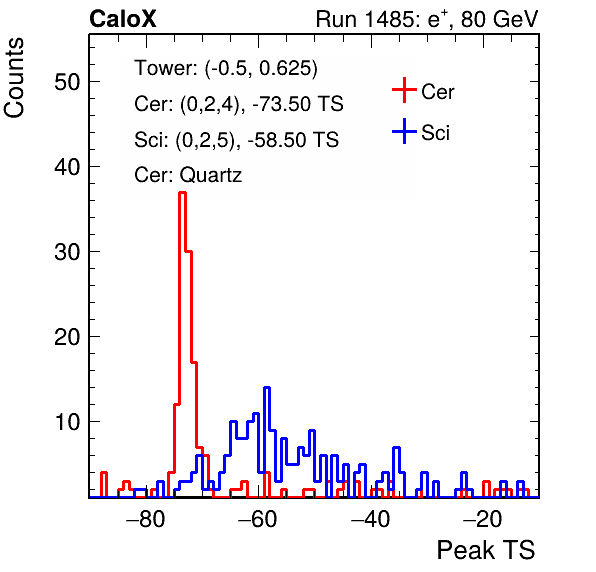 CaloX Run 1485: e⁺, 80 GeV
Counts
Tower: (-0.5, 0.625)
Cer: (0,2,4), -73.50 TS
Sci: (0,2,5), -58.50 TS
Cer: Quartz
Cer
Sci
50
40
30
20
10
−80 −60 −40 −20
Peak TS